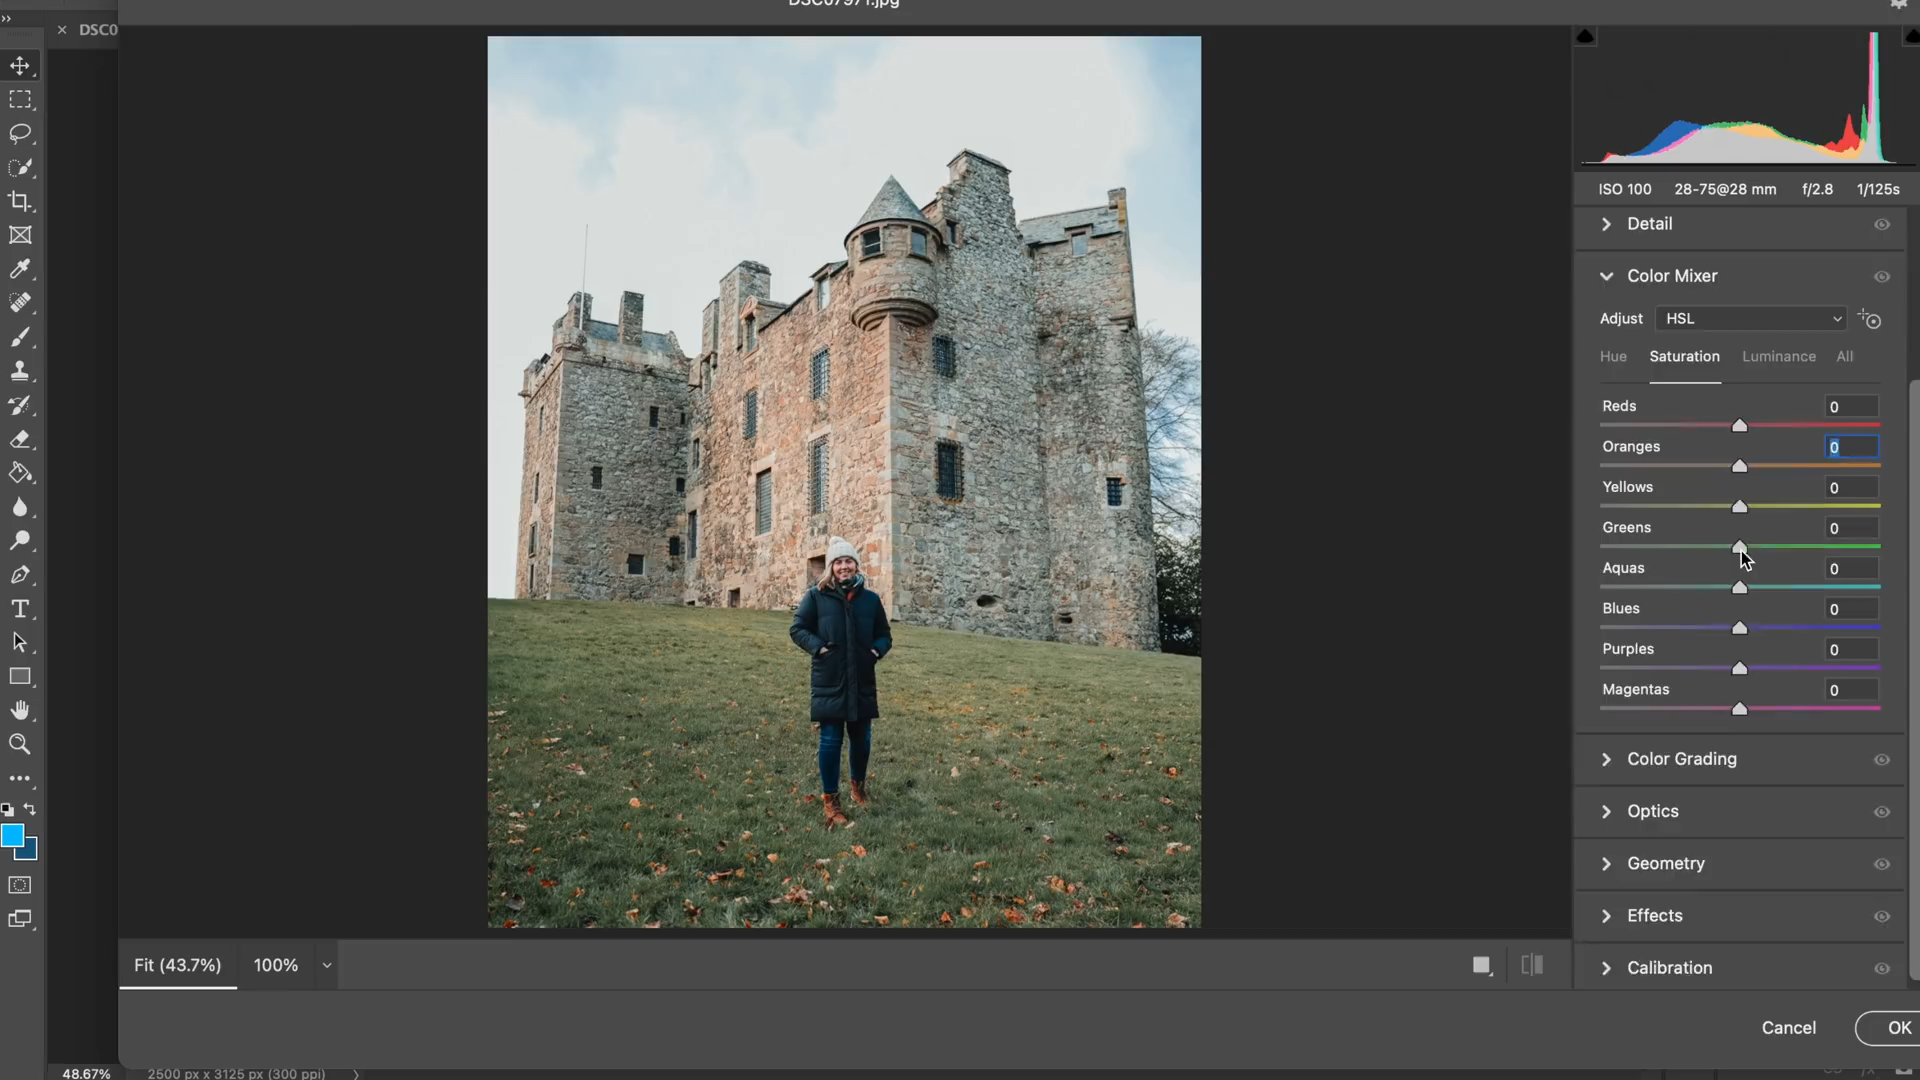 DSC07971.jpg
DSC0
ISO 100 28-75@28 mm f/2.8 1/125s
Detail
Color Mixer
Adjust HSL
Hue Saturation Luminance All
Reds 0
Oranges 0
Yellows 0
Greens 0
Aquas 0
Blues 0
Purples 0
Magentas 0
Color Grading
Optics
Geometry
Effects
Calibration
Fit (43.7%) 100%
Cancel OK
48.67% 2500 px x 3125 px (300 ppi)